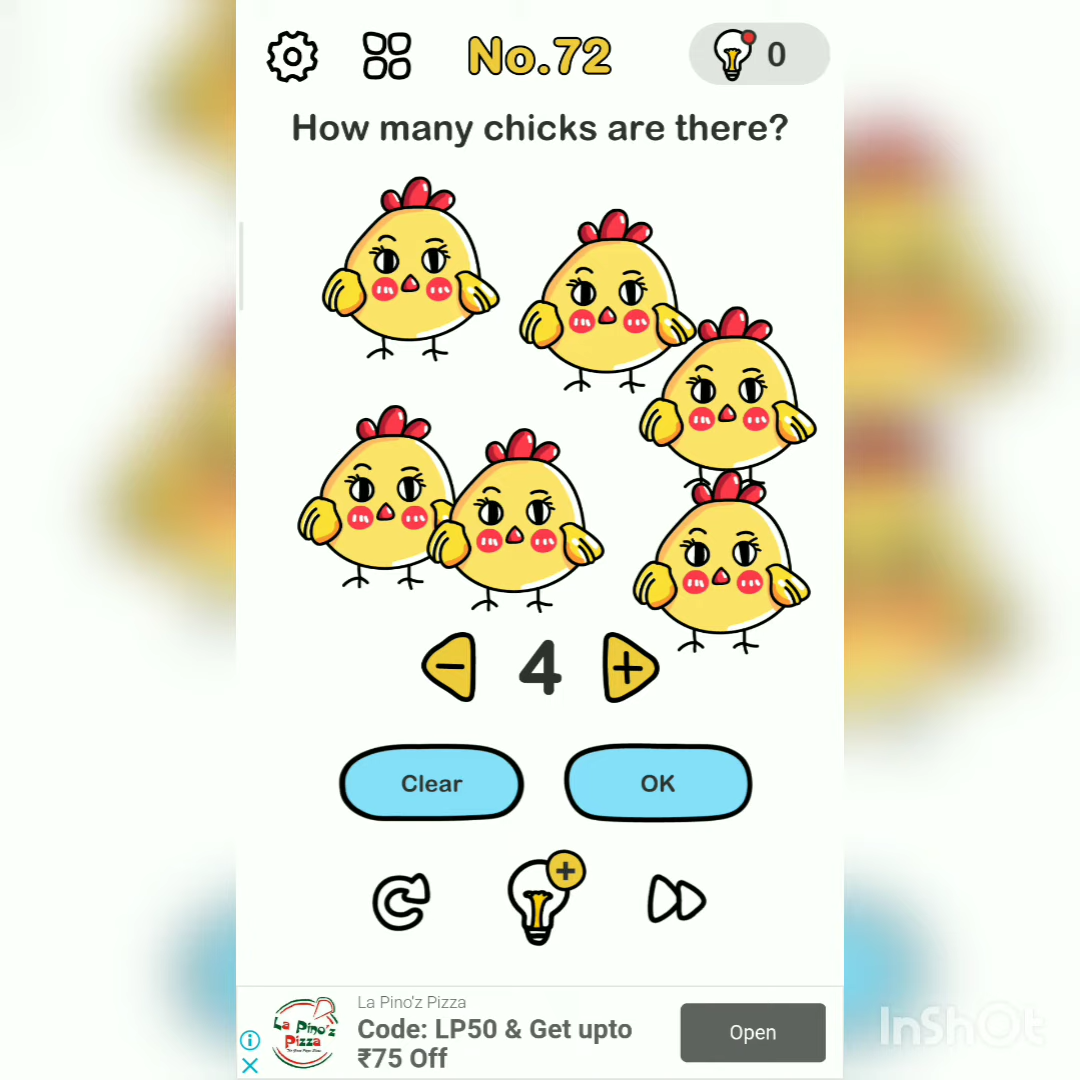 No.72
0
How many chicks are there?
4
Clear
OK
La Pino'z Pizza
La Pino'z
Pizza
Code: LP50 & Get upto
₹75 Off
Open
InShOt